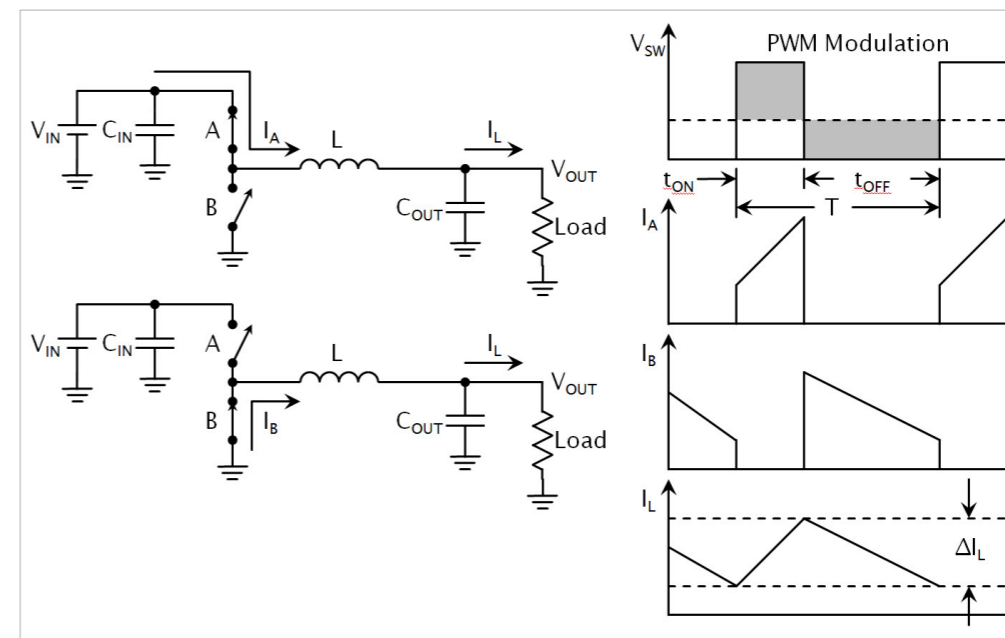 V_SW PWM Modulation
t_ON t_OFF
T
V_IN C_IN A I_A L I_L V_OUT
B C_OUT Load
I_A
V_IN C_IN A L I_L V_OUT
B I_B C_OUT Load
I_B
I_L
ΔI_L